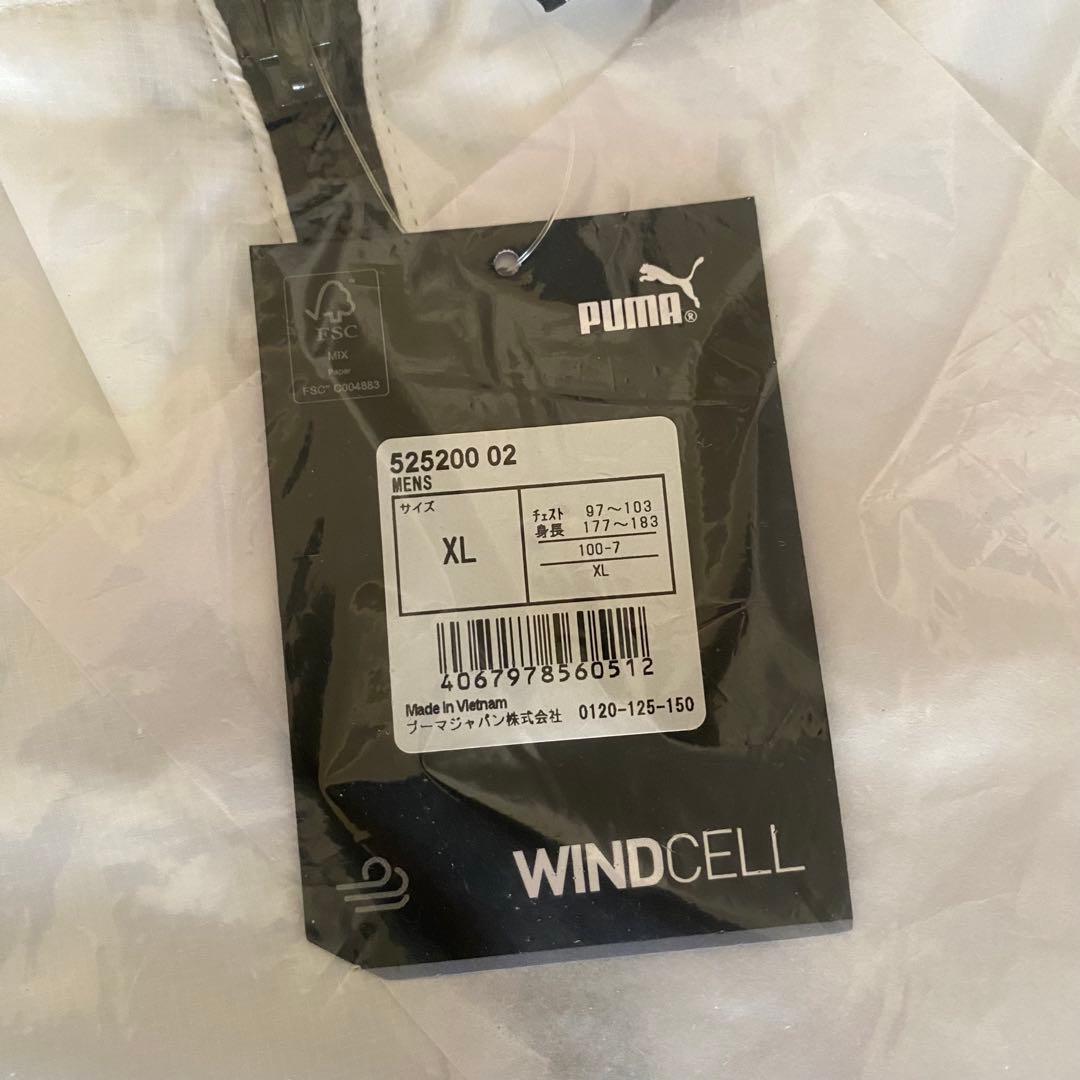 PUMA®
FSC
MIX
Paper
FSC™ C004883
525200 02
MENS
サイズ
XL
チェスト 97〜103
身長 177〜183
100-7
XL
4067978560512
Made in Vietnam
プーマジャパン株式会社 0120-125-150
WINDCELL